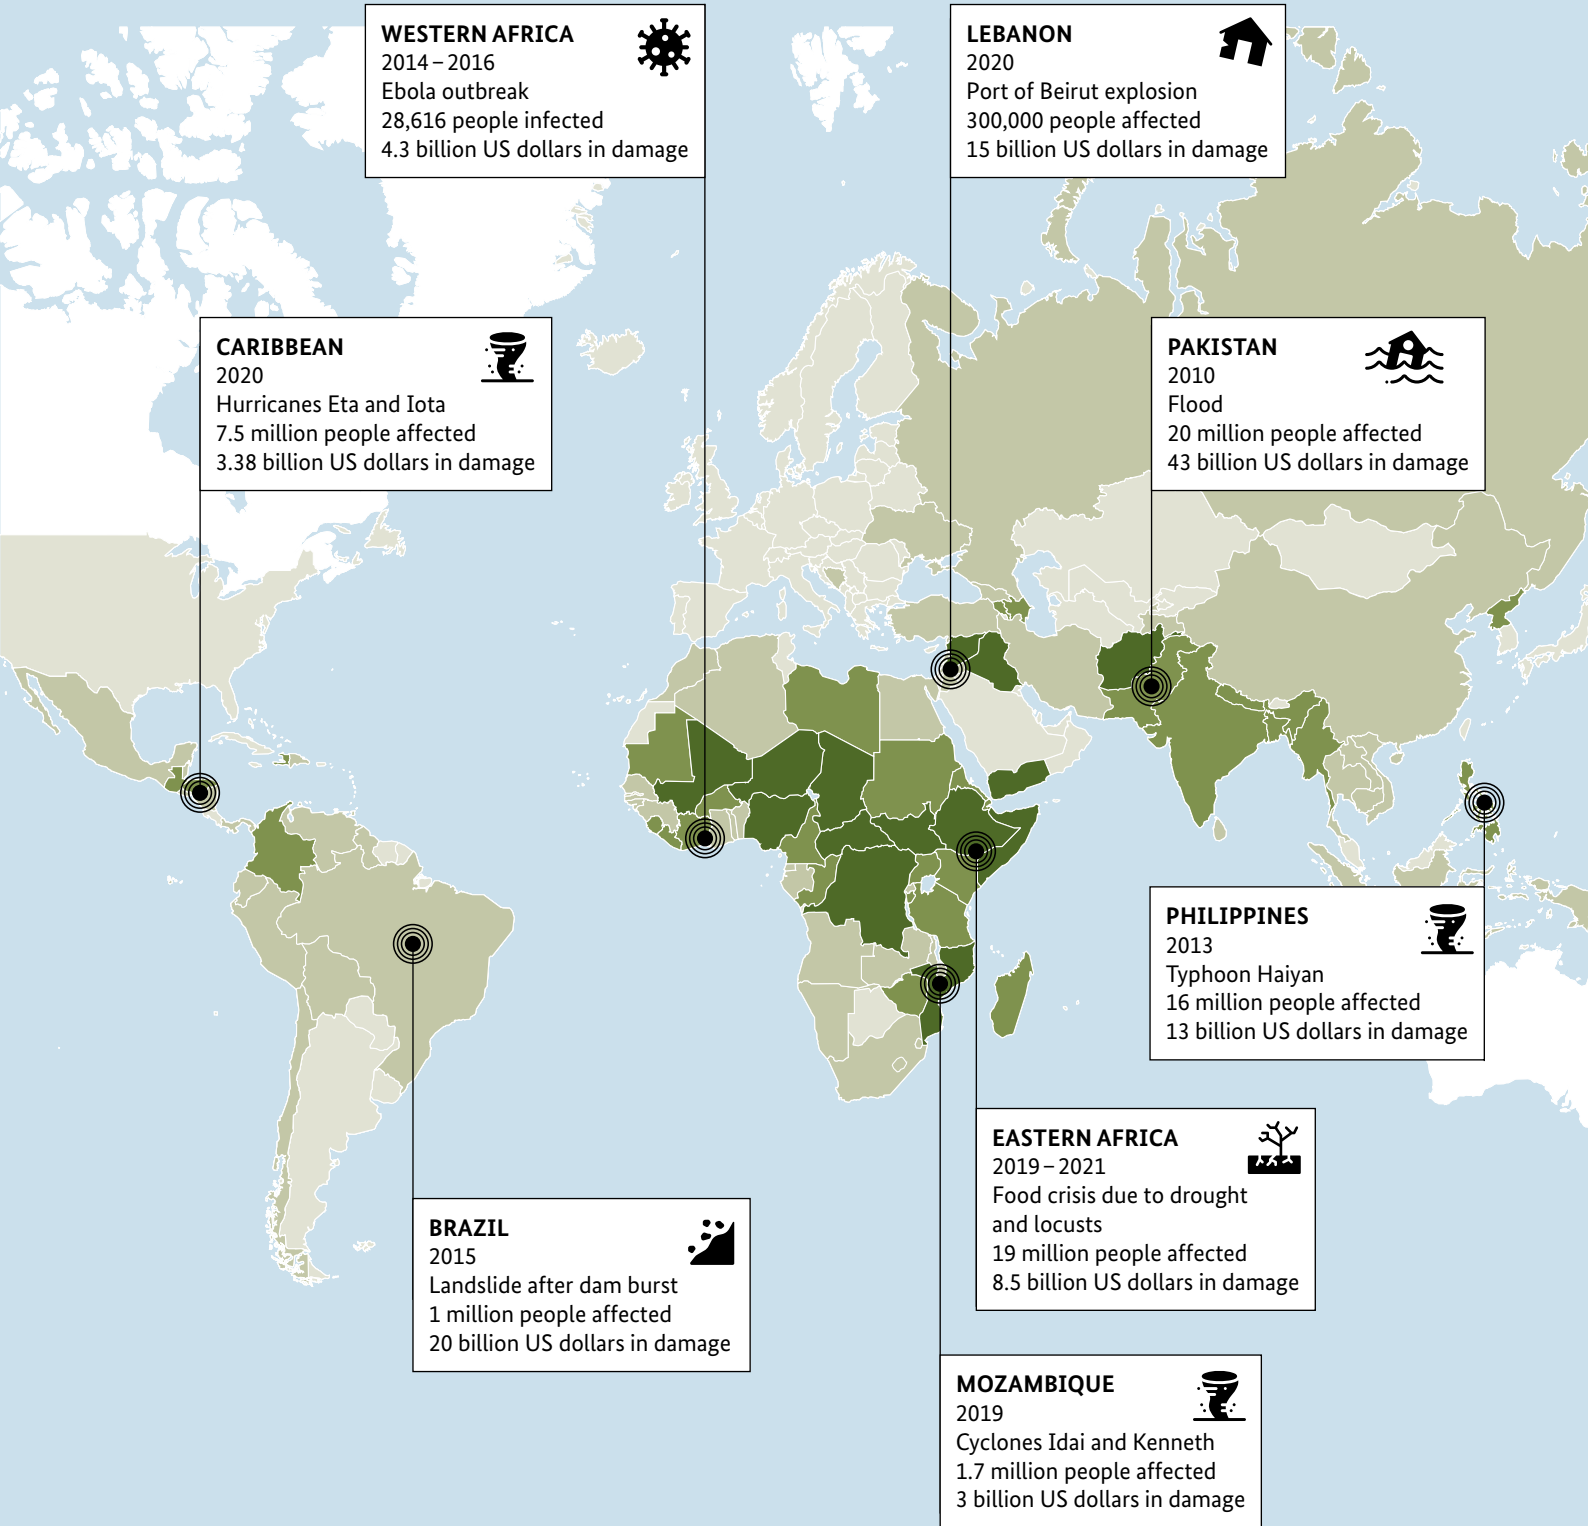 WESTERN AFRICA
2014 – 2016
Ebola outbreak
28,616 people infected
4.3 billion US dollars in damage
LEBANON
2020
Port of Beirut explosion
300,000 people affected
15 billion US dollars in damage
CARIBBEAN
2020
Hurricanes Eta and Iota
7.5 million people affected
3.38 billion US dollars in damage
PAKISTAN
2010
Flood
20 million people affected
43 billion US dollars in damage
PHILIPPINES
2013
Typhoon Haiyan
16 million people affected
13 billion US dollars in damage
EASTERN AFRICA
2019 – 2021
Food crisis due to drought
and locusts
19 million people affected
8.5 billion US dollars in damage
BRAZIL
2015
Landslide after dam burst
1 million people affected
20 billion US dollars in damage
MOZAMBIQUE
2019
Cyclones Idai and Kenneth
1.7 million people affected
3 billion US dollars in damage